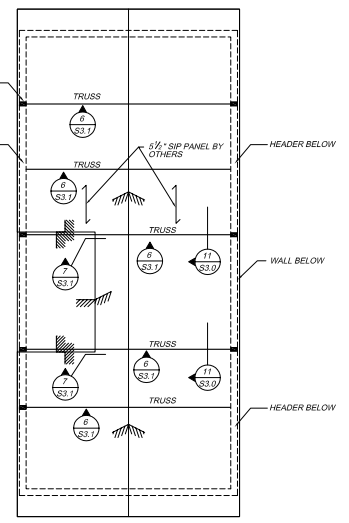 TRUSS
6
S3.1
TRUSS
5½" SIP PANEL BY
OTHERS
HEADER BELOW
6
S3.1
TRUSS
6
S3.1
11
S3.0
WALL BELOW
7
S3.1
TRUSS
6
S3.1
11
S3.0
7
S3.1
TRUSS
6
S3.1
HEADER BELOW